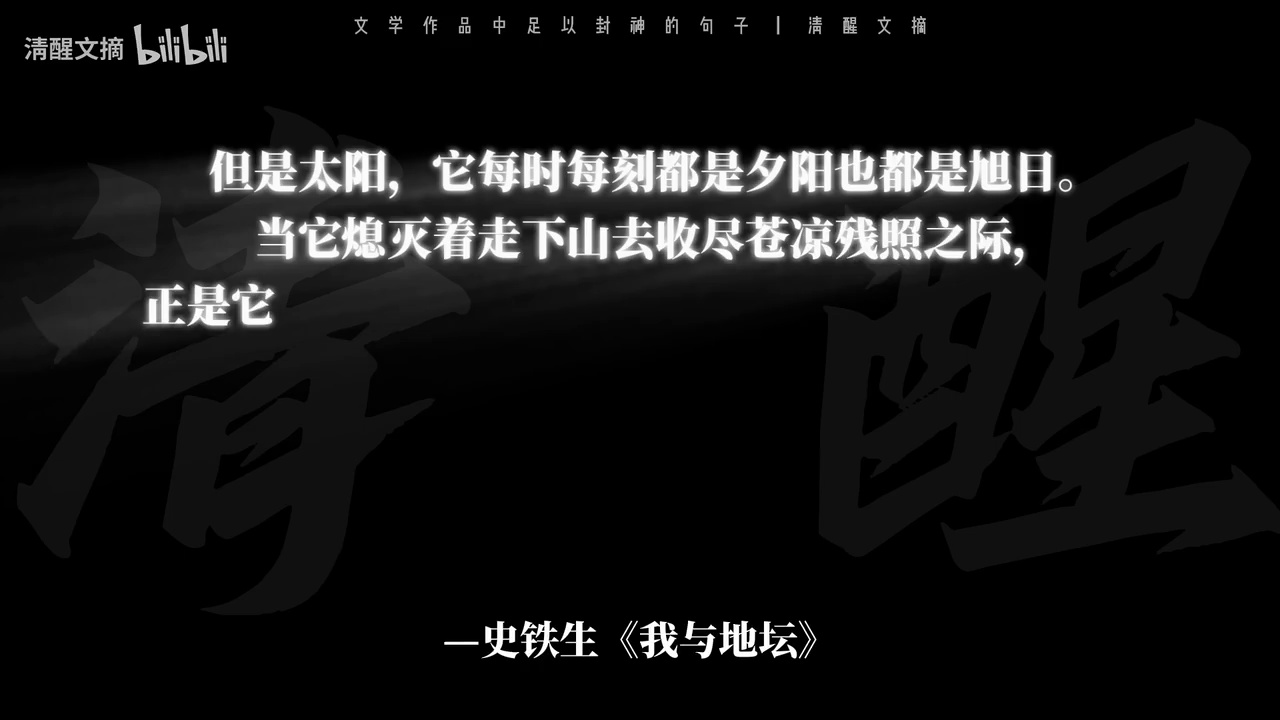 文学作品中足以封神的句子 | 清醒文摘
清醒文摘 bilibili
但是太阳，它每时每刻都是夕阳也都是旭日。
当它熄灭着走下山去收尽苍凉残照之际，
正是它
清醒
—史铁生《我与地坛》